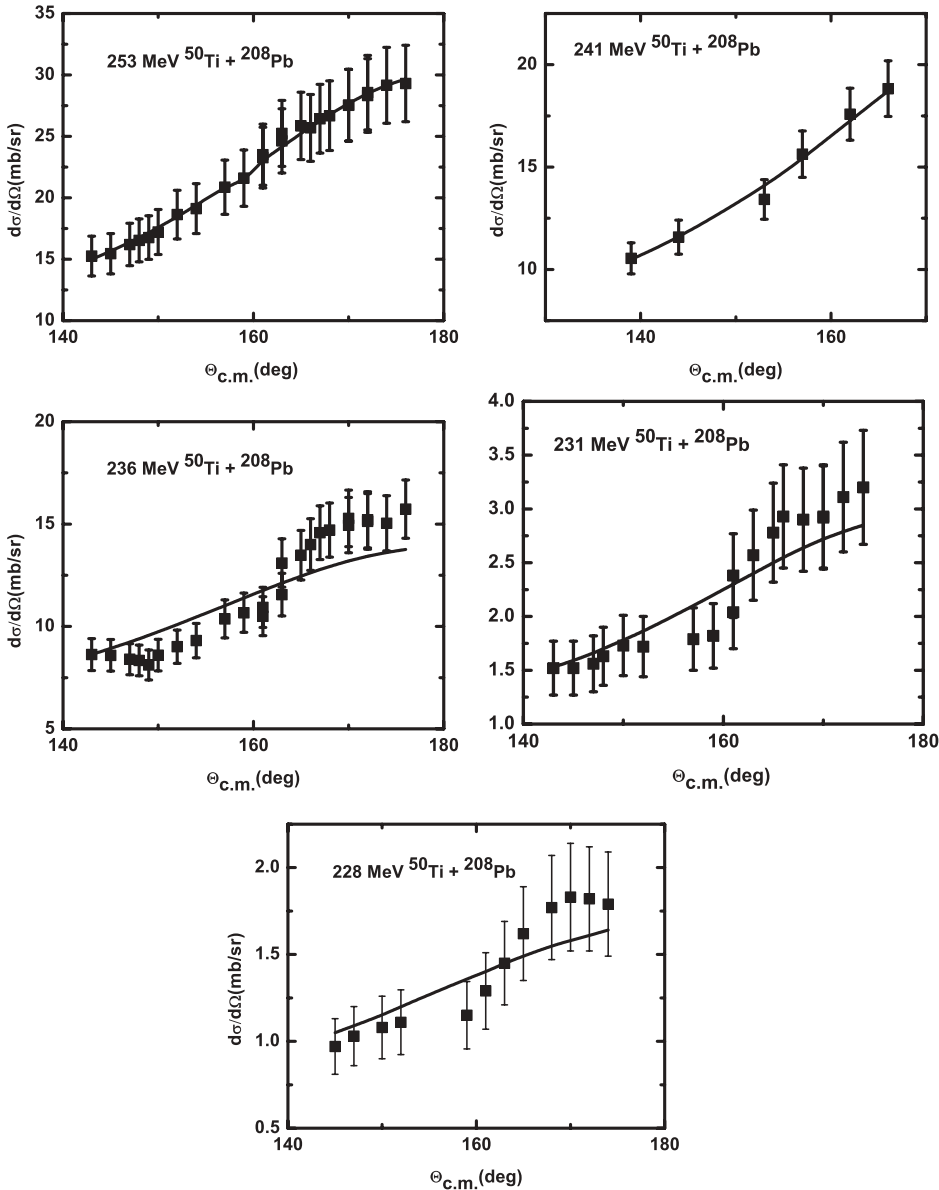 35
30
25
20
15
10
253 MeV 50Ti + 208Pb
dσ/dΩ(mb/sr)
140 160 180
Θc.m.(deg)
20
15
10
241 MeV 50Ti + 208Pb
dσ/dΩ(mb/sr)
140 160
Θc.m.(deg)
20
15
10
5
236 MeV 50Ti + 208Pb
dσ/dΩ(mb/sr)
140 160 180
Θc.m.(deg)
4.0
3.5
3.0
2.5
2.0
1.5
1.0
231 MeV 50Ti + 208Pb
dσ/dΩ(mb/sr)
140 160 180
Θc.m.(deg)
2.0
1.5
1.0
0.5
228 MeV 50Ti + 208Pb
dσ/dΩ(mb/sr)
140 160 180
Θc.m.(deg)